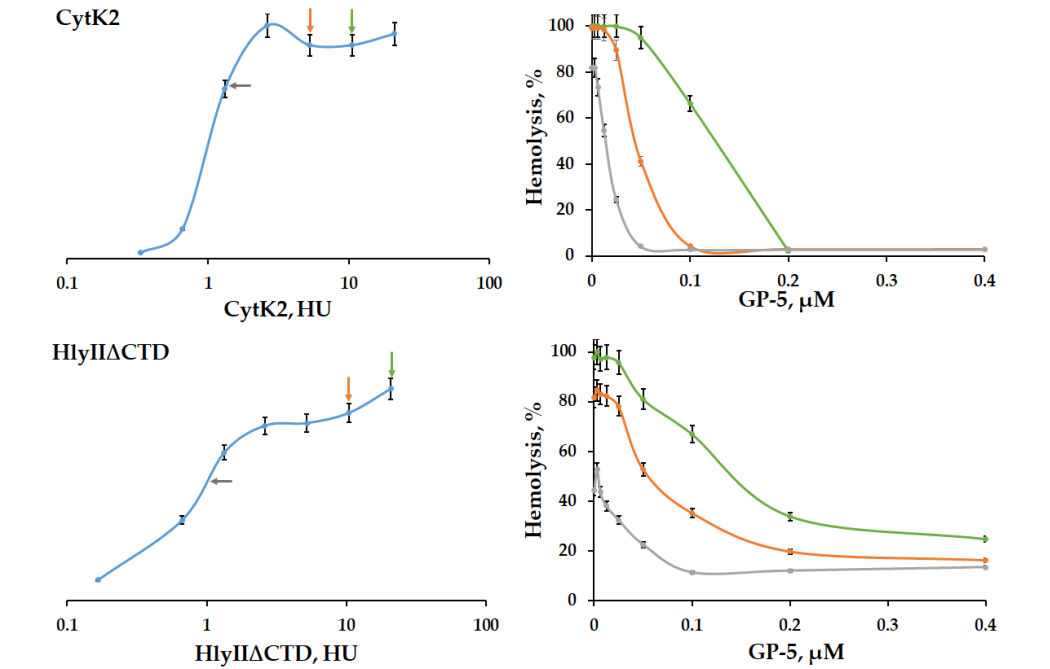 CytK2
0.1 1 10 100
CytK2, HU
Hemolysis, %
100
80
60
40
20
0
0 0.1 0.2 0.3 0.4
GP-5, μM
HlyIIΔCTD
0.1 1 10 100
HlyIIΔCTD, HU
Hemolysis, %
100
80
60
40
20
0
0 0.1 0.2 0.3 0.4
GP-5, μM